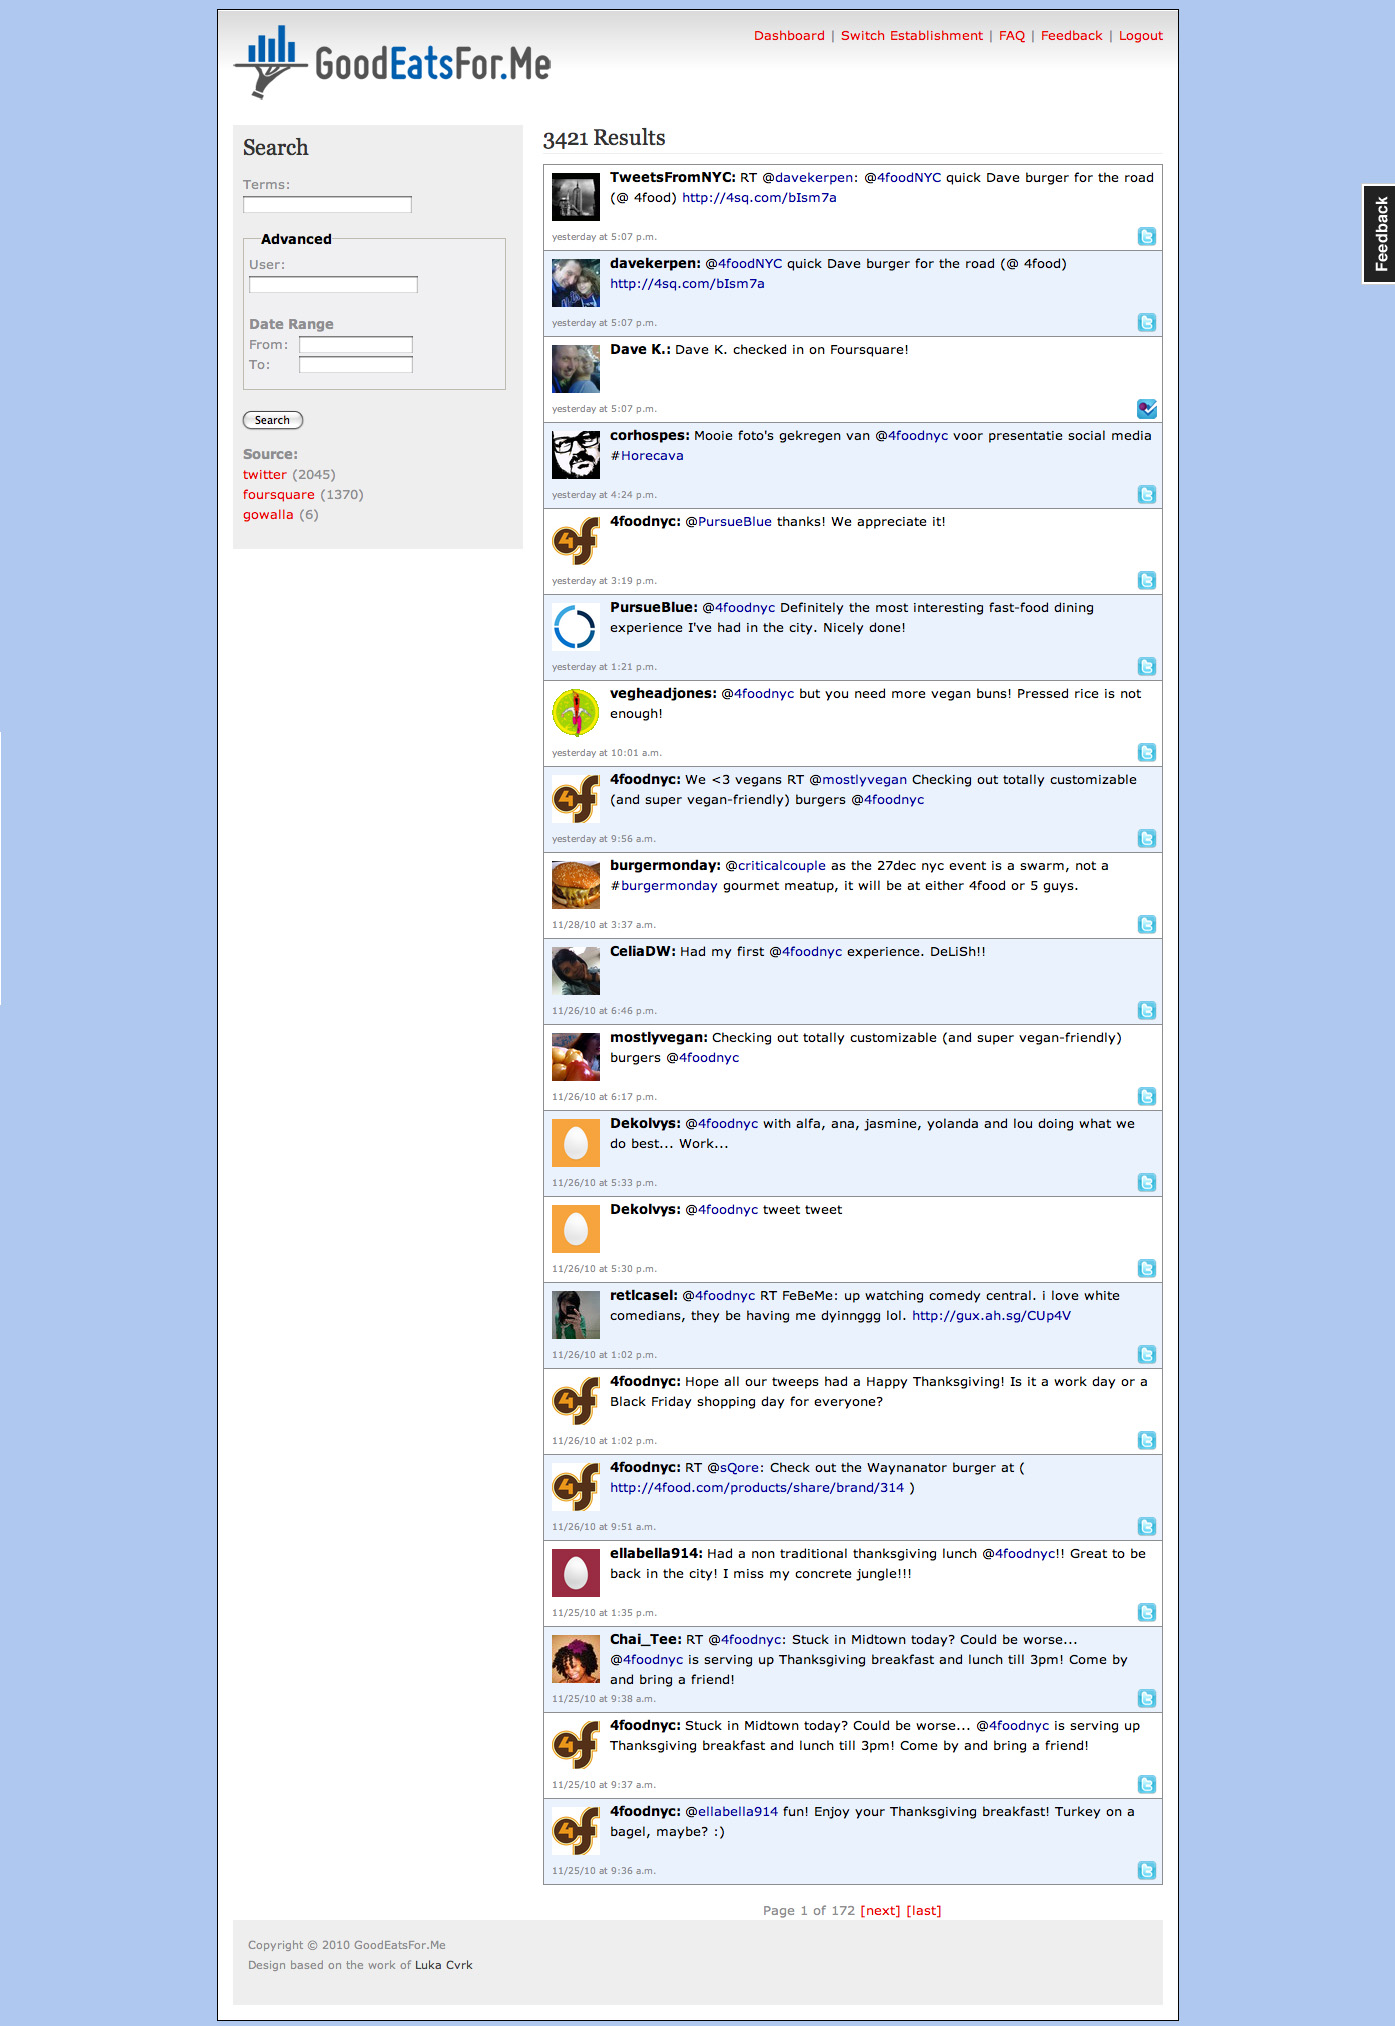 GoodEatsFor.Me
Dashboard | Switch Establishment | FAQ | Feedback | Logout
Search
Terms:
Advanced
User:
Date Range
From:
To:
Search
Source:
twitter (2045)
foursquare (1370)
gowalla (6)
3421 Results
TweetsFromNYC: RT @davekerpen: @4foodNYC quick Dave burger for the road
(@ 4food) http://4sq.com/bIsm7a
yesterday at 5:07 p.m.
davekerpen: @4foodNYC quick Dave burger for the road (@ 4food)
http://4sq.com/bIsm7a
yesterday at 5:07 p.m.
Dave K.: Dave K. checked in on Foursquare!
yesterday at 5:07 p.m.
corhospes: Mooie foto's gekregen van @4foodnyc voor presentatie social media
#Horecava
yesterday at 4:24 p.m.
4foodnyc: @PursueBlue thanks! We appreciate it!
yesterday at 3:19 p.m.
PursueBlue: @4foodnyc Definitely the most interesting fast-food dining
experience I've had in the city. Nicely done!
yesterday at 1:21 p.m.
vegheadjones: @4foodnyc but you need more vegan buns! Pressed rice is not
enough!
yesterday at 10:01 a.m.
4foodnyc: We <3 vegans RT @mostlyvegan Checking out totally customizable
(and super vegan-friendly) burgers @4foodnyc
yesterday at 9:56 a.m.
burgermonday: @criticalcouple as the 27dec nyc event is a swarm, not a
#burgermonday gourmet meatup, it will be at either 4food or 5 guys.
11/28/10 at 3:37 a.m.
CeliaDW: Had my first @4foodnyc experience. DeLiSh!!
11/26/10 at 6:46 p.m.
mostlyvegan: Checking out totally customizable (and super vegan-friendly)
burgers @4foodnyc
11/26/10 at 6:17 p.m.
Dekolvys: @4foodnyc with alfa, ana, jasmine, yolanda and lou doing what we
do best... Work...
11/26/10 at 5:33 p.m.
Dekolvys: @4foodnyc tweet tweet
11/26/10 at 5:30 p.m.
retlcasel: @4foodnyc RT FeBeMe: up watching comedy central. i love white
comedians, they be having me dyinnggg lol. http://gux.ah.sg/CUp4V
11/26/10 at 1:02 p.m.
4foodnyc: Hope all our tweeps had a Happy Thanksgiving! Is it a work day or a
Black Friday shopping day for everyone?
11/26/10 at 1:02 p.m.
4foodnyc: RT @sQore: Check out the Waynanator burger at (
http://4food.com/products/share/brand/314 )
11/26/10 at 9:51 a.m.
ellabella914: Had a non traditional thanksgiving lunch @4foodnyc!! Great to be
back in the city! I miss my concrete jungle!!!
11/25/10 at 1:35 p.m.
Chai_Tee: RT @4foodnyc: Stuck in Midtown today? Could be worse...
@4foodnyc is serving up Thanksgiving breakfast and lunch till 3pm! Come by
and bring a friend!
11/25/10 at 9:38 a.m.
4foodnyc: Stuck in Midtown today? Could be worse... @4foodnyc is serving up
Thanksgiving breakfast and lunch till 3pm! Come by and bring a friend!
11/25/10 at 9:37 a.m.
4foodnyc: @ellabella914 fun! Enjoy your Thanksgiving breakfast! Turkey on a
bagel, maybe? :)
11/25/10 at 9:36 a.m.
Page 1 of 172 [next] [last]
Copyright © 2010 GoodEatsFor.Me
Design based on the work of Luka Cvrk
Feedback